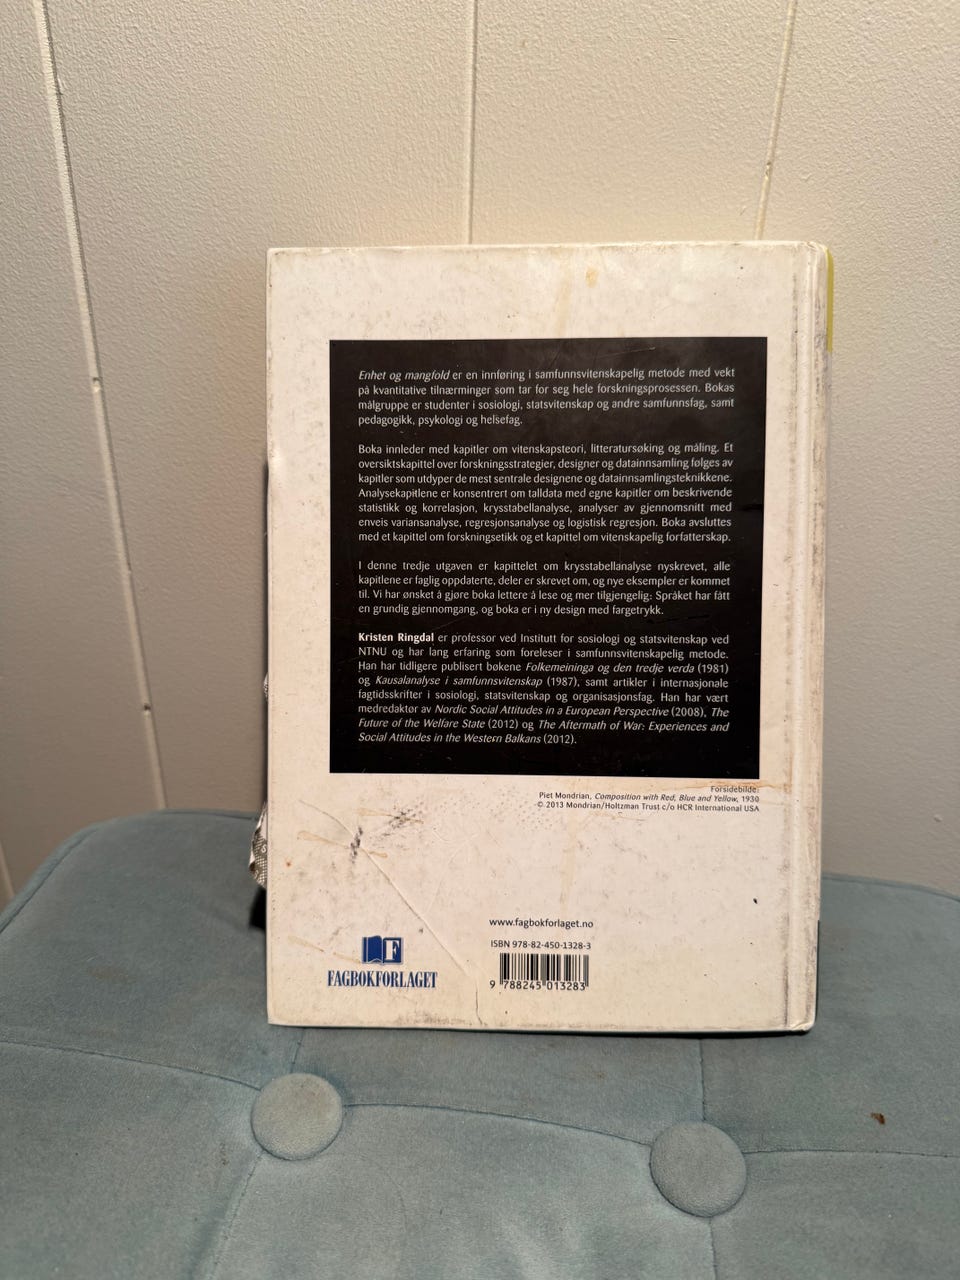 Enhet og mangfold er en innføring i samfunnsvitenskapelig metode med vekt
på kvantitative tilnærminger som tar for seg hele forskningsprosessen. Bokas
målgruppe er studenter i sosiologi, statsvitenskap og andre samfunnsfag, samt
pedagogikk, psykologi og helsefag.
Boka innleder med kapitler om vitenskapsteori, litteratursøking og måling. Et
oversiktskapittel over forskningsstrategier, designer og datainnsamling følges av
kapitler som utdyper de mest sentrale designene og datainnsamlingsteknikkene.
Analysekapitlene er konsentrert om talldata med egne kapitler om beskrivende
statistikk og korrelasjon, krysstabellanalyse, analyser av gjennomsnitt med
enveis variansanalyse, regresjonsanalyse og logistisk regresjon. Boka avsluttes
med et kapittel om forskningsetikk og et kapittel om vitenskapelig forfatterskap.
I denne tredje utgaven er kapittelet om krysstabellanalyse nyskrevet, alle
kapitlene er faglig oppdaterte, deler er skrevet om, og nye eksempler er kommet
til. Vi har ønsket å gjøre boka lettere å lese og mer tilgjengelig: Språket har fått
en grundig gjennomgang, og boka er i ny design med fargetrykk.
Kristen Ringdal er professor ved Institutt for sosiologi og statsvitenskap ved
NTNU og har lang erfaring som foreleser i samfunnsvitenskapelig metode.
Han har tidligere publisert bøkene Folkemeininga og den tredje verda (1981)
og Kausalanalyse i samfunnsvitenskap (1987), samt artikler i internasjonale
fagtidsskrifter i sosiologi, statsvitenskap og organisasjonsfag. Han har vært
medredaktør av Nordic Social Attitudes in a European Perspective (2008), The
Future of the Welfare State (2012) og The Aftermath of War: Experiences and
Social Attitudes in the Western Balkans (2012).
Forsidebilde:
Piet Mondrian, Composition with Red, Blue and Yellow, 1930
© 2013 Mondrian/Holtzman Trust c/o HCR International USA
www.fagbokforlaget.no
ISBN 978-82-450-1328-3
9 788245 013283
F
FAGBOKFORLAGET